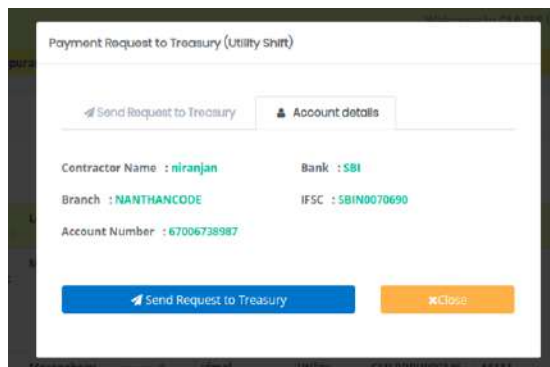 Payment Request to Treasury (Utility Shift)
Send Request to Treasury
Account details
Contractor Name : niranjan
Bank : SBI
Branch : NANTHANCODE
IFSC : SBIN0070690
Account Number : 67006738987
Send Request to Treasury
×Close